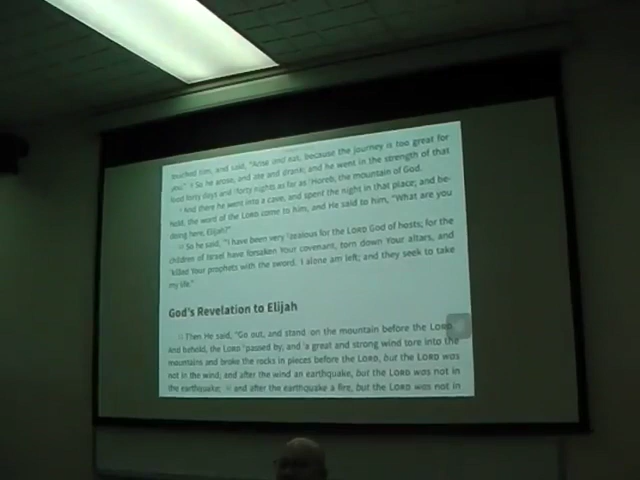 touched him, and said, "Arise and eat, because the journey is too great for
you." 8 So he arose, and ate and drank; and he went in the strength of that
food forty days and forty nights as far as Horeb, the mountain of God.
9 And there he went into a cave, and spent the night in that place; and be-
hold, the word of the LORD came to him, and He said to him, "What are you
doing here, Elijah?"
10 So he said, "I have been very zealous for the LORD God of hosts; for the
children of Israel have forsaken Your covenant, torn down Your altars, and
killed Your prophets with the sword. I alone am left; and they seek to take
my life."
God's Revelation to Elijah
11 Then He said, "Go out, and stand on the mountain before the LORD."
And behold, the LORD passed by, and a great and strong wind tore into the
mountains and broke the rocks in pieces before the LORD, but the LORD was
not in the wind; and after the wind an earthquake, but the LORD was not in
the earthquake; 12 and after the earthquake a fire, but the LORD was not in